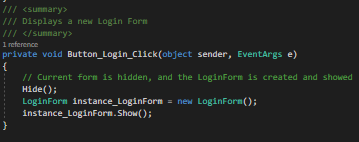 /// <summary>
/// Displays a new Login Form
/// </summary>
1 reference
private void Button_Login_Click(object sender, EventArgs e)
{
// Current form is hidden, and the LoginForm is created and showed
Hide();
LoginForm instance_LoginForm = new LoginForm();
instance_LoginForm.Show();
}